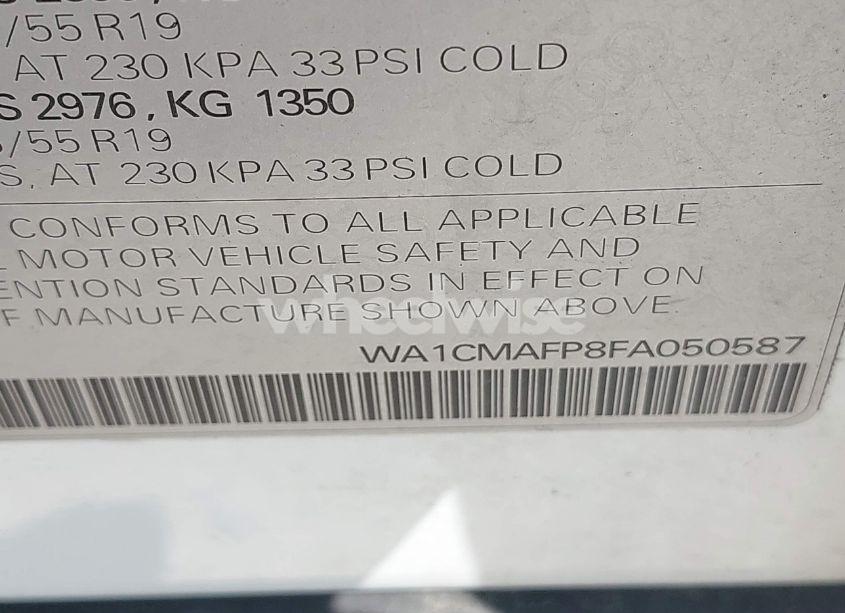 /55 R19
AT 230 KPA 33 PSI COLD
S 2976, KG 1350
/55 R19
S, AT 230 KPA 33 PSI COLD
CONFORMS TO ALL APPLICABLE
MOTOR VEHICLE SAFETY AND
ENTION STANDARDS IN EFFECT ON
F MANUFACTURE SHOWN ABOVE.
wheelwise
WA1CMAFP8FA050587